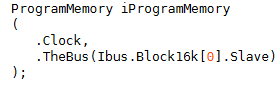 ProgramMemory iProgramMemory
(
    .Clock,
    .TheBus(Ibus.Block16k[0].Slave)
);